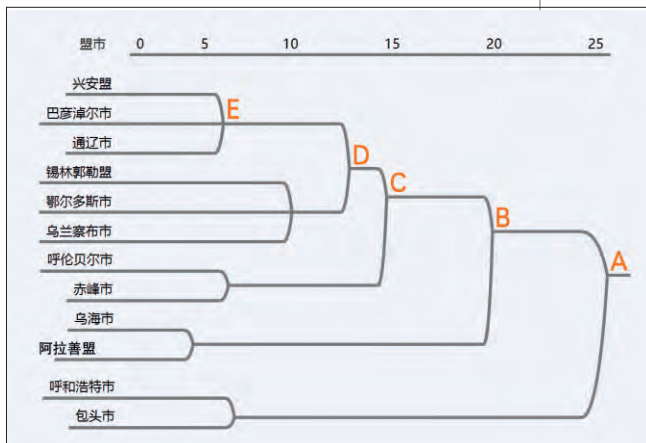 盟市 0 5 10 15 20 25
兴安盟
巴彦淖尔市
E
通辽市
D
锡林郭勒盟
C
鄂尔多斯市
B
乌兰察布市
A
呼伦贝尔市
赤峰市
乌海市
阿拉善盟
呼和浩特市
包头市